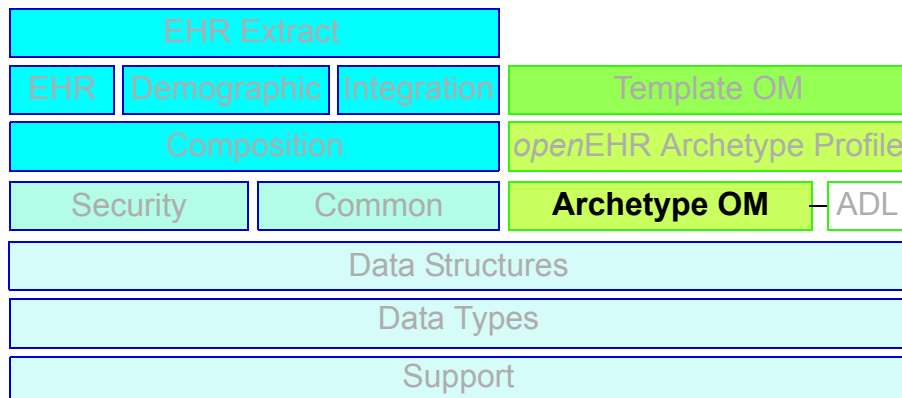 EHR Extract
EHR Demographic Integration Template OM
Composition openEHR Archetype Profile
Security Common Archetype OM ADL
Data Structures
Data Types
Support